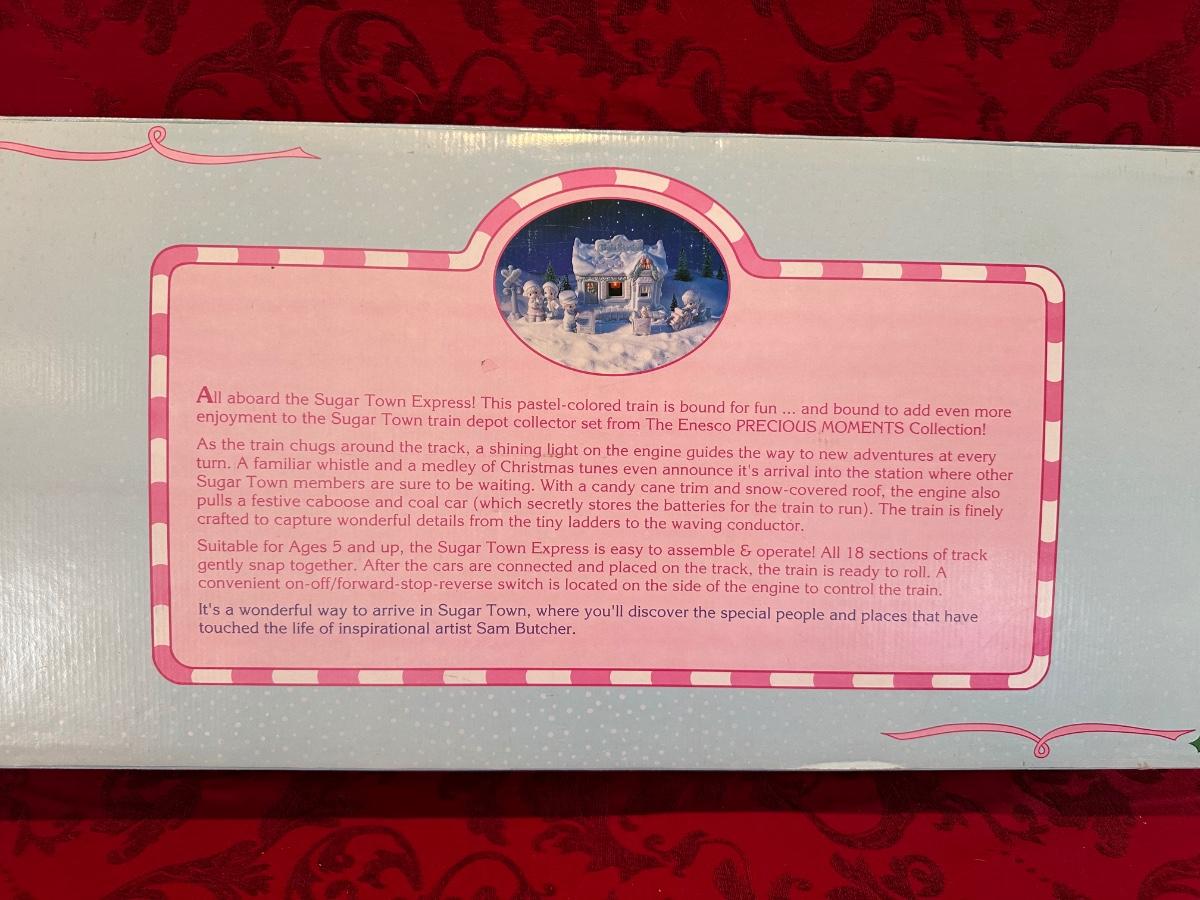 All aboard the Sugar Town Express! This pastel-colored train is bound for fun ... and bound to add even more
enjoyment to the Sugar Town train depot collector set from The Enesco PRECIOUS MOMENTS Collection!
As the train chugs around the track, a shining light on the engine guides the way to new adventures at every
turn. A familiar whistle and a medley of Christmas tunes even announce it's arrival into the station where other
Sugar Town members are sure to be waiting. With a candy cane trim and snow-covered roof, the engine also
pulls a festive caboose and coal car (which secretly stores the batteries for the train to run). The train is finely
crafted to capture wonderful details from the tiny ladders to the waving conductor.
Suitable for Ages 5 and up, the Sugar Town Express is easy to assemble & operate! All 18 sections of track
gently snap together. After the cars are connected and placed on the track, the train is ready to roll. A
convenient on-off/forward-stop-reverse switch is located on the side of the engine to control the train.
It's a wonderful way to arrive in Sugar Town, where you'll discover the special people and places that have
touched the life of inspirational artist Sam Butcher.